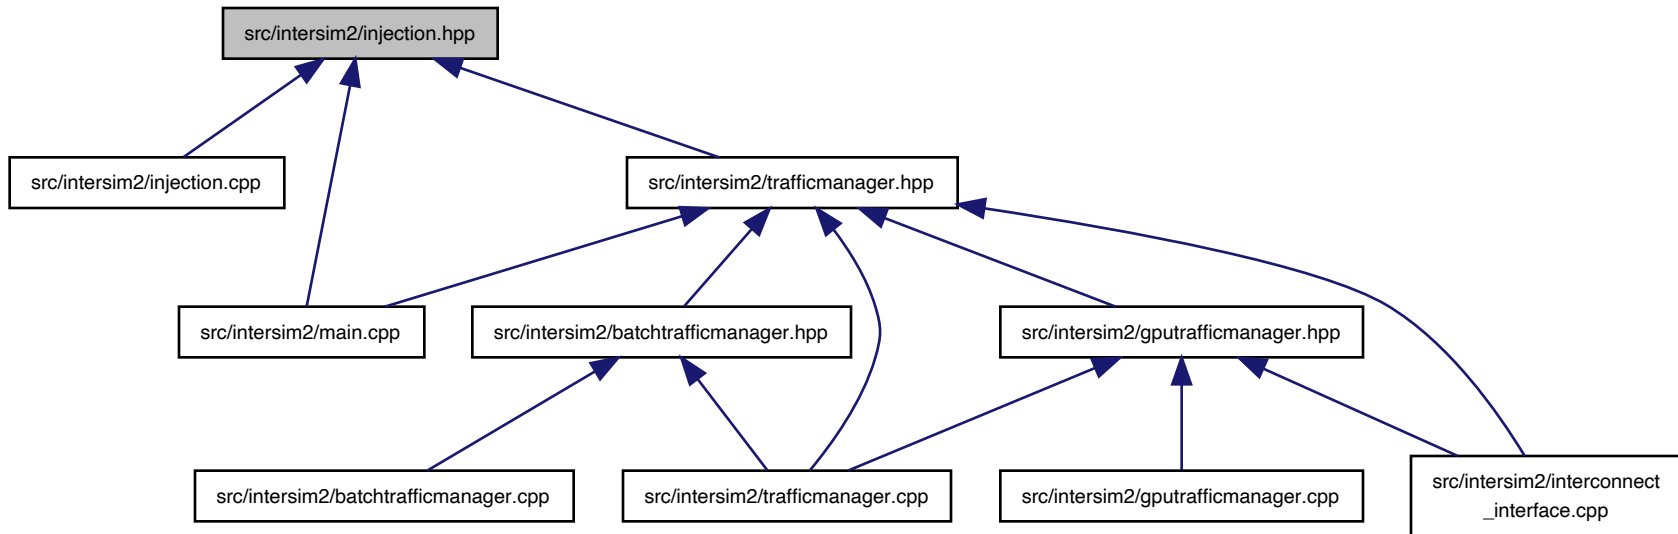 src/intersim2/injection.hpp
src/intersim2/injection.cpp
src/intersim2/trafficmanager.hpp
src/intersim2/main.cpp
src/intersim2/batchtrafficmanager.hpp
src/intersim2/gputrafficmanager.hpp
src/intersim2/batchtrafficmanager.cpp
src/intersim2/trafficmanager.cpp
src/intersim2/gputrafficmanager.cpp
src/intersim2/interconnect
_interface.cpp